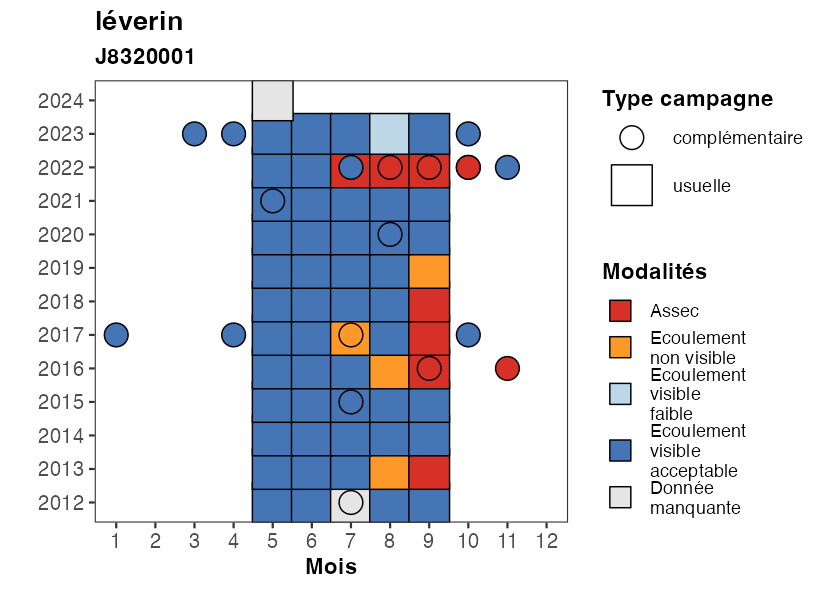 léverin
J8320001
2024
2023
2022
2021
2020
2019
2018
2017
2016
2015
2014
2013
2012
1 2 3 4 5 6 7 8 9 10 11 12
Mois
Type campagne
complémentaire
usuelle
Modalités
Assec
Ecoulement
non visible
Ecoulement
visible
faible
Ecoulement
visible
acceptable
Donnée
manquante